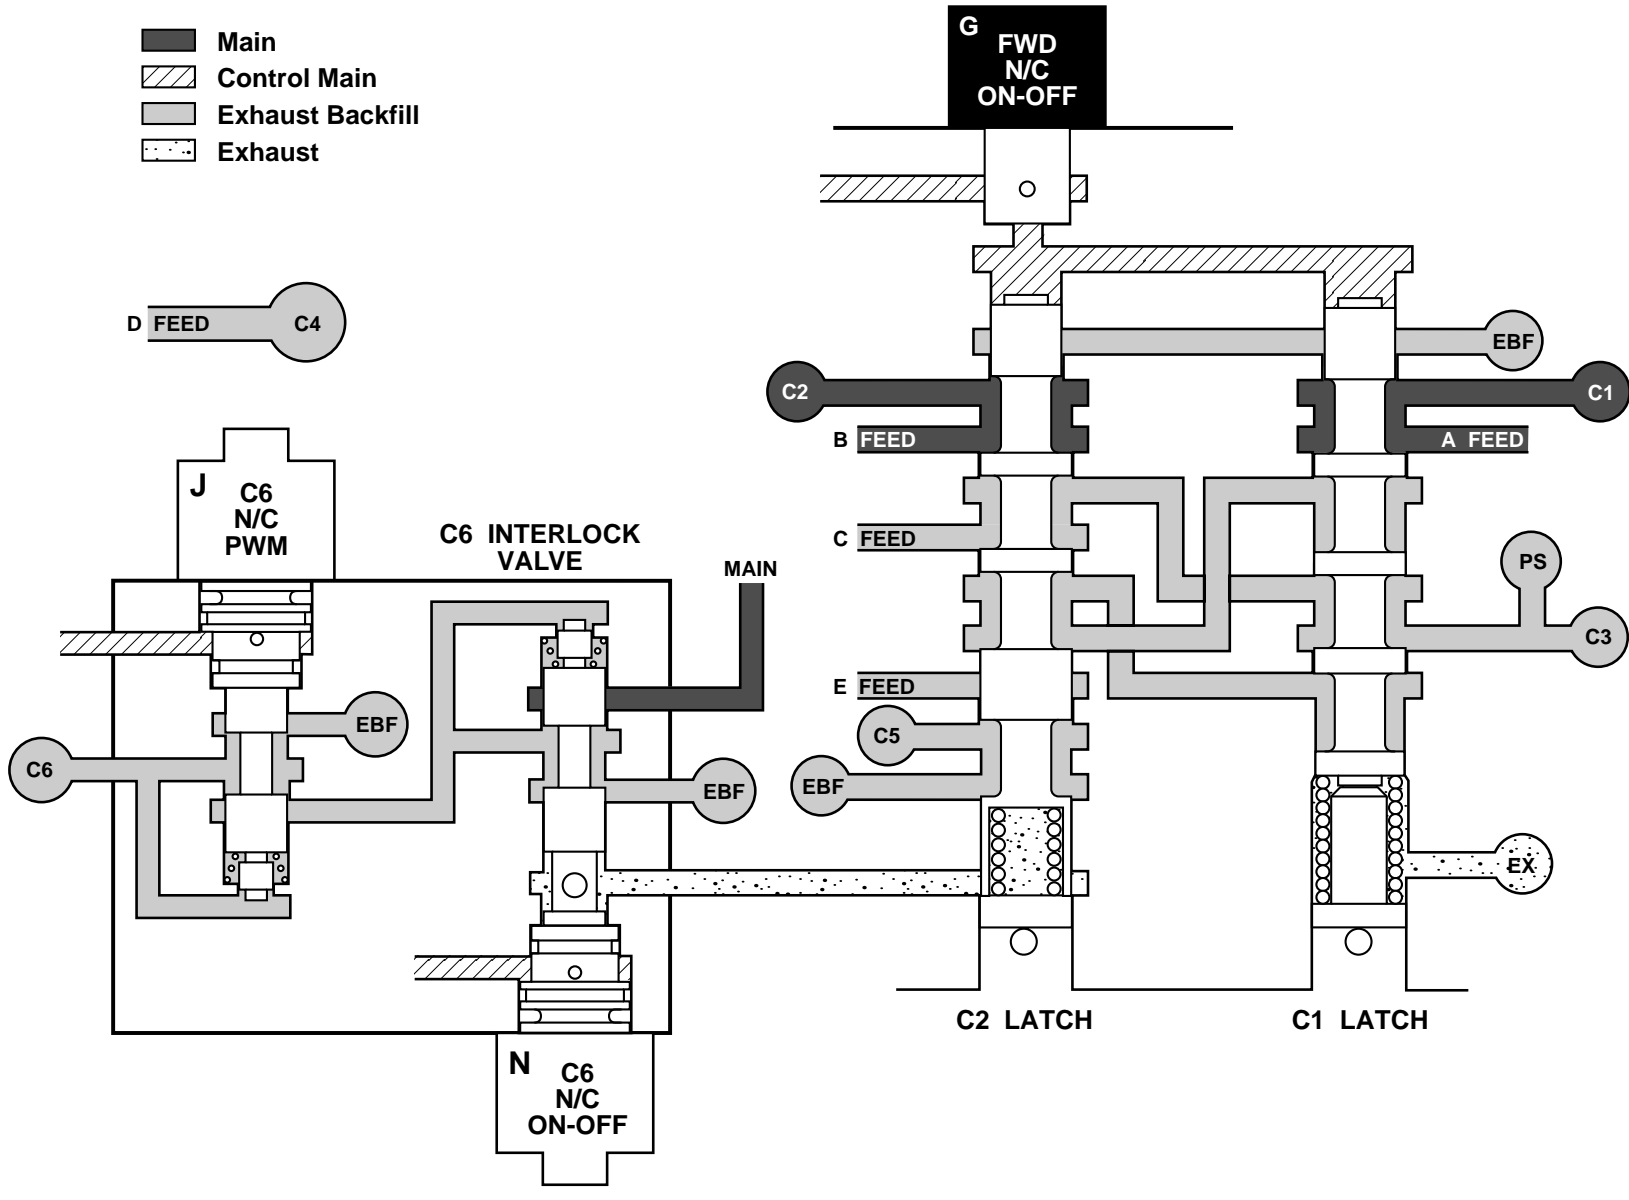 Main
Control Main
Exhaust Backfill
Exhaust
G
FWD
N/C
ON-OFF
D FEED C4
EBF
C2
C1
B FEED
A FEED
J
C6
N/C
PWM
C6 INTERLOCK
VALVE
MAIN
C FEED
PS
C3
E FEED
EBF
C5
C6
EBF
EBF
EX
C2 LATCH
C1 LATCH
N
C6
N/C
ON-OFF